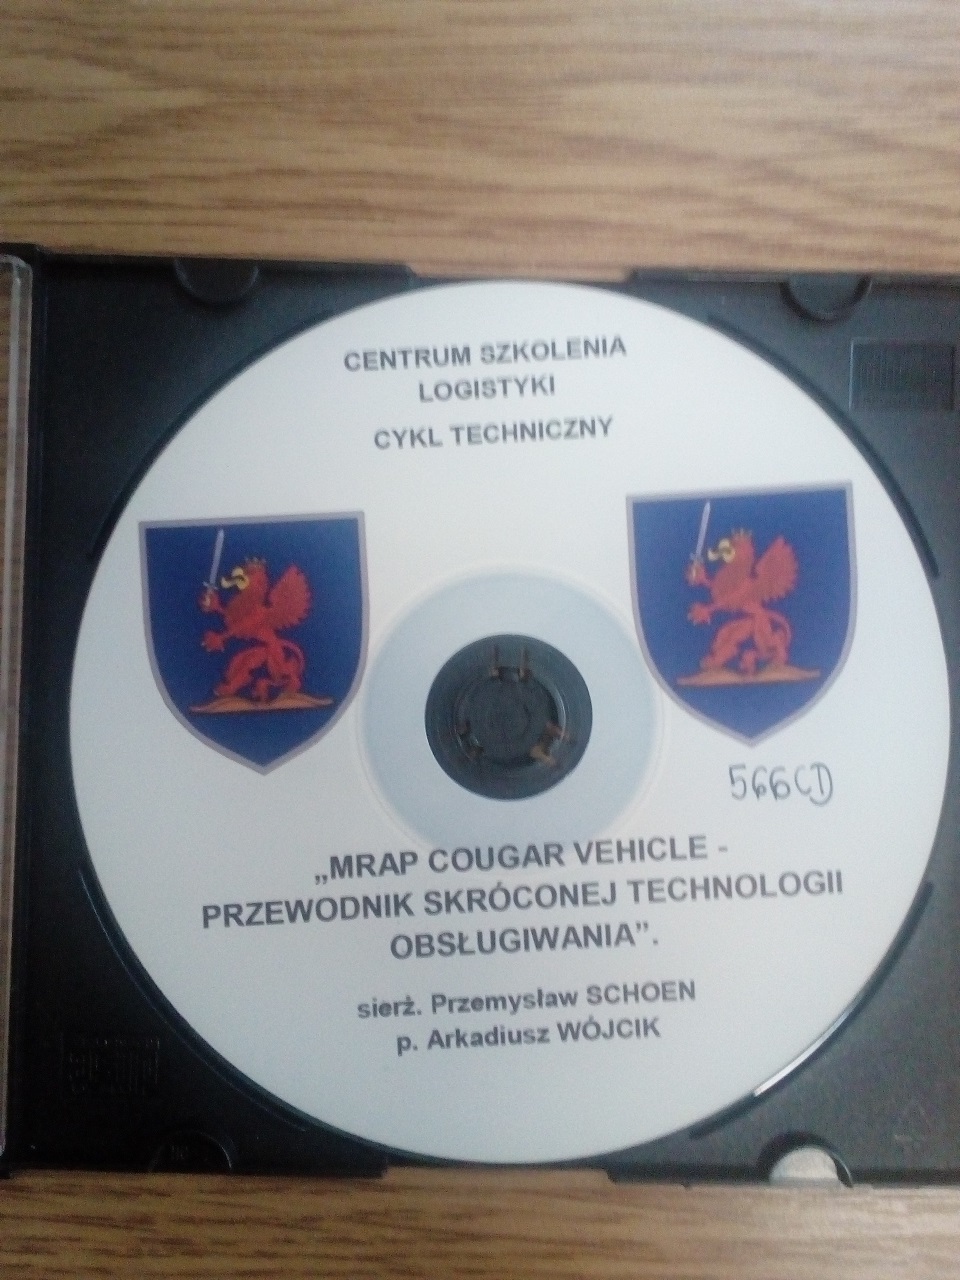 CENTRUM SZKOLENIA
LOGISTYKI
CYKL TECHNICZNY
566CD
„MRAP COUGAR VEHICLE -
PRZEWODNIK SKRÓCONEJ TECHNOLOGII
OBSŁUGIWANIA”.
sierż. Przemysław SCHOEN
p. Arkadiusz WÓJCIK